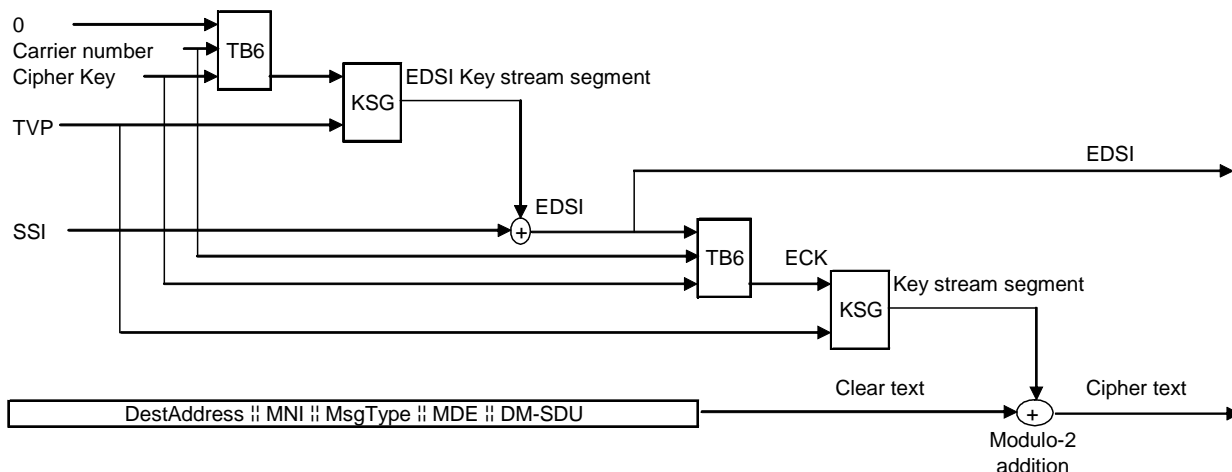 0
Carrier number
Cipher Key
TB6
KSG
EDSI Key stream segment
TVP
EDSI
SSI
+
EDSI
TB6
ECK
KSG
Key stream segment
Clear text
Cipher text
DestAddress ¦¦ MNI ¦¦ MsgType ¦¦ MDE ¦¦ DM-SDU
+
Modulo-2
addition